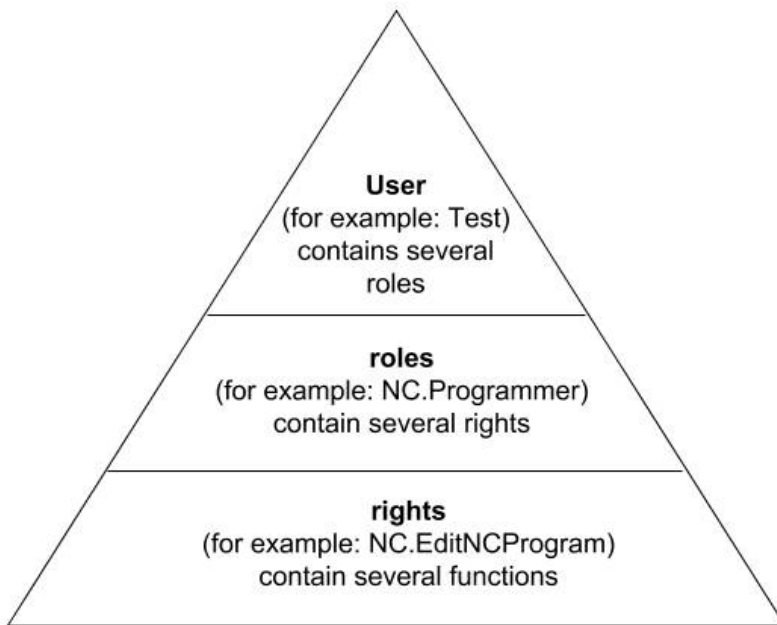 User
(for example: Test)
contains several
roles
roles
(for example: NC.Programmer)
contain several rights
rights
(for example: NC.EditNCProgram)
contain several functions